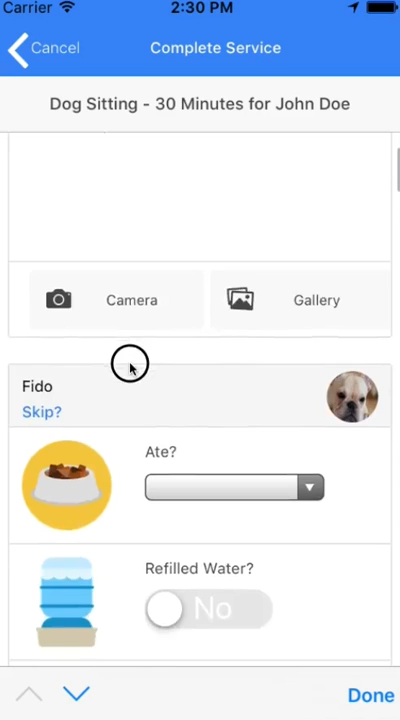 Carrier 2:30 PM
Cancel Complete Service
Dog Sitting - 30 Minutes for John Doe
Camera Gallery
Fido
Skip?
Ate?
Refilled Water?
No
Done